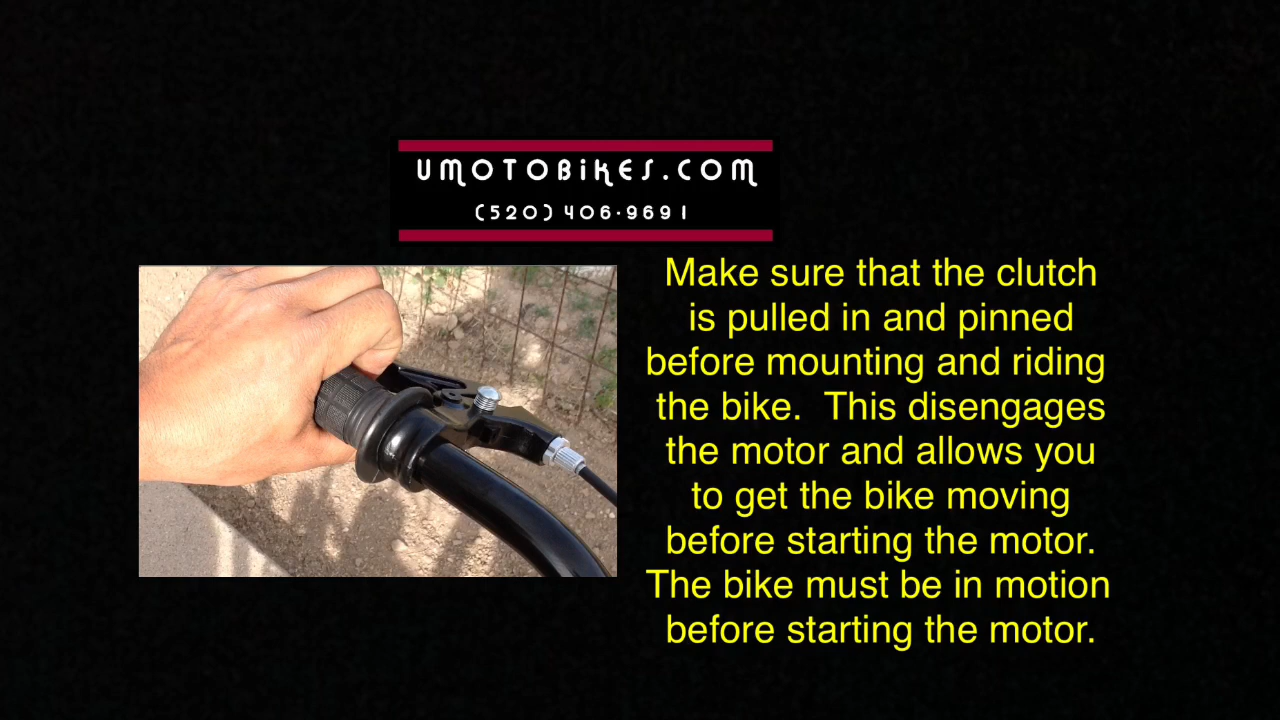 UMOTOBIKES.COM
(520) 406-9691
Make sure that the clutch
is pulled in and pinned
before mounting and riding
the bike.  This disengages
the motor and allows you
to get the bike moving
before starting the motor.
The bike must be in motion
before starting the motor.